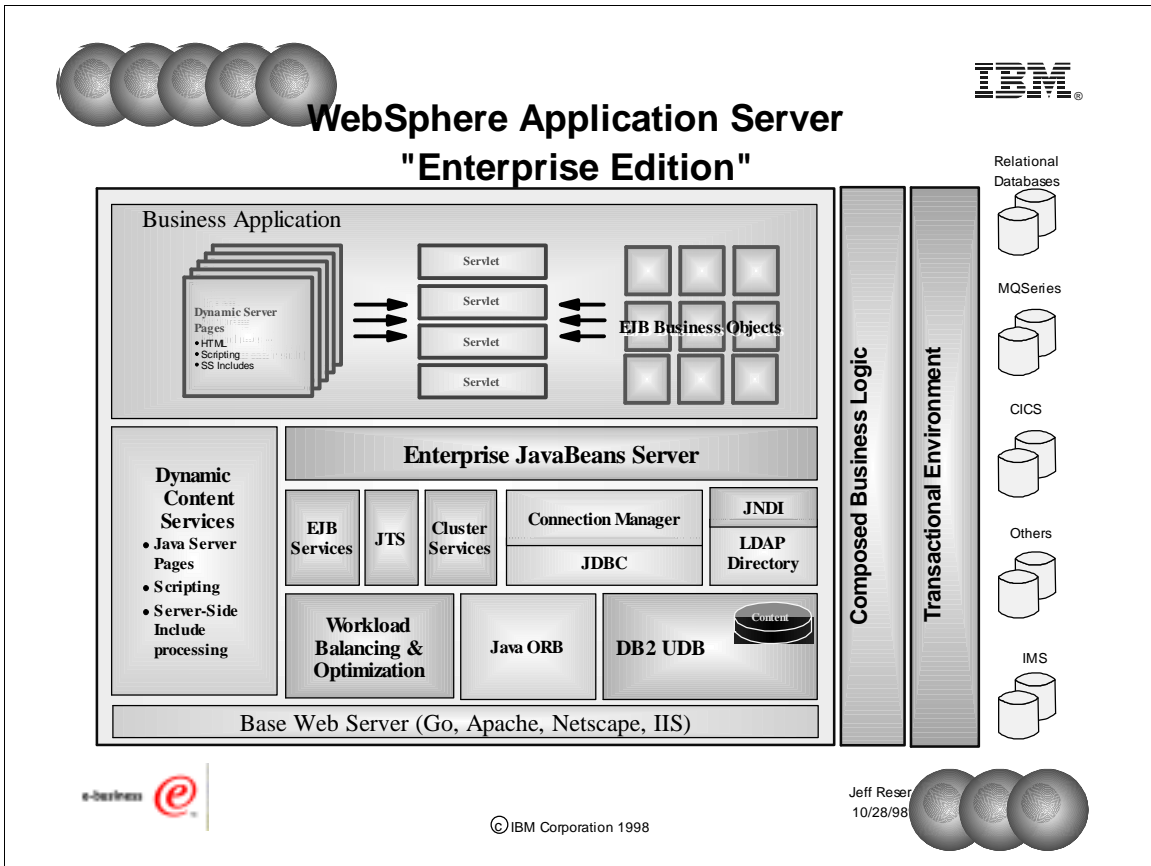 IBM®
WebSphere Application Server
"Enterprise Edition"
Business Application
Dynamic Server
Pages
• HTML
• Scripting
• SS Includes
Servlet
Servlet
Servlet
Servlet
EJB Business Objects
Dynamic
Content
Services
• Java Server
Pages
• Scripting
• Server-Side
Include
processing
Enterprise JavaBeans Server
EJB
Services
JTS
Cluster
Services
Connection Manager
JDBC
JNDI
LDAP
Directory
Workload
Balancing &
Optimization
Java ORB
DB2 UDB
Content
Base Web Server (Go, Apache, Netscape, IIS)
Composed Business Logic
Transactional Environment
Relational
Databases
MQSeries
CICS
Others
IMS
e-business
e
© IBM Corporation 1998
Jeff Reser
10/28/98